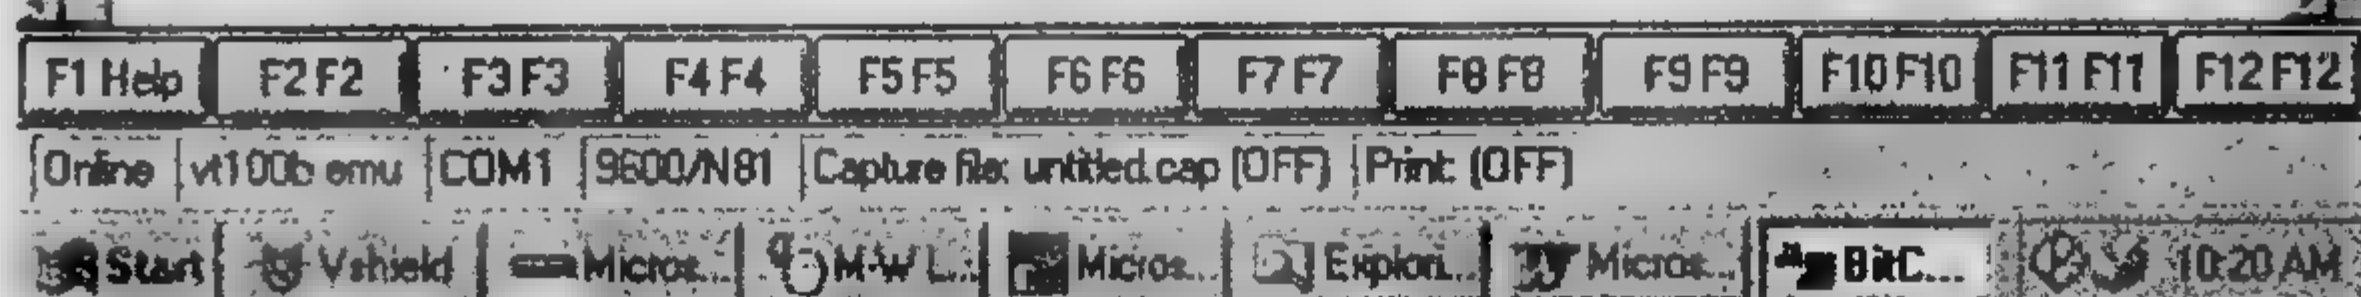 F1 Help F2 F2 F3 F3 F4 F4 F5 F5 F6 F6 F7 F7 F8 F8 F9 F9 F10 F10 F11 F11 F12 F12
Online vt100b emu COM1 9600/N81 Capture file: untitled.cap (OFF) Print: (OFF)
Start Vshield Micros... M-W L... Micros... Explori... Micros... BitC... 10:20 AM